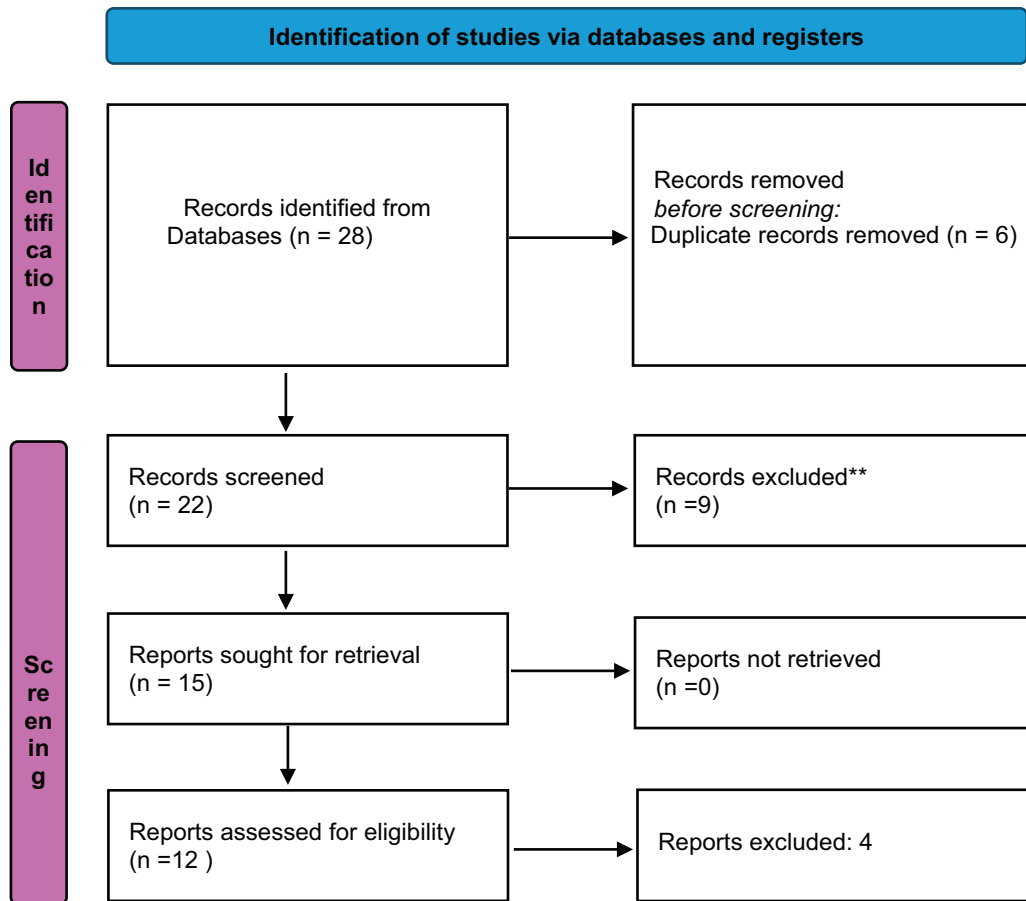 Identification of studies via databases and registers
Id
en
tifi
ca
tio
n
Records identified from
Databases (n = 28)
Records removed
before screening:
Duplicate records removed (n = 6)
Sc
re
en
in
g
Records screened
(n = 22)
Records excluded**
(n =9)
Reports sought for retrieval
(n = 15)
Reports not retrieved
(n =0)
Reports assessed for eligibility
(n =12 )
Reports excluded: 4